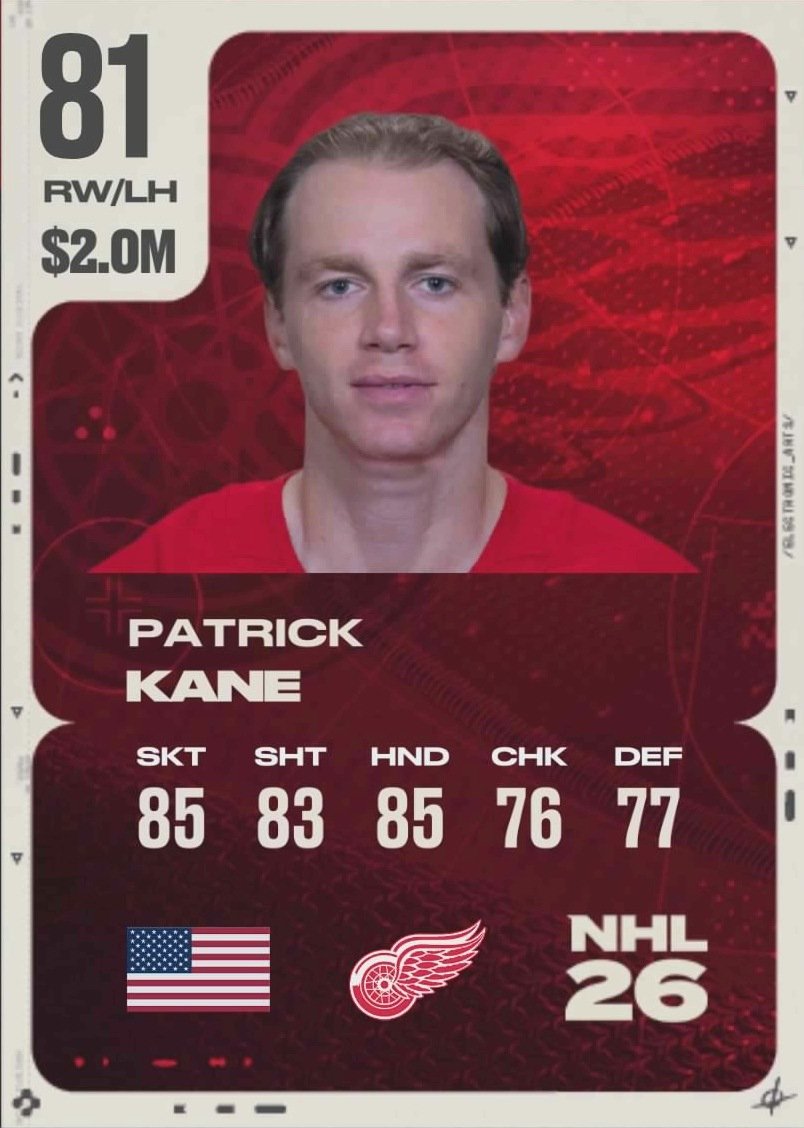 81
RW/LH
$2.0M
PATRICK
KANE
SKT SHT HND CHK DEF
85 83 85 76 77
NHL
26
/ELECTRONIC_ARTS/